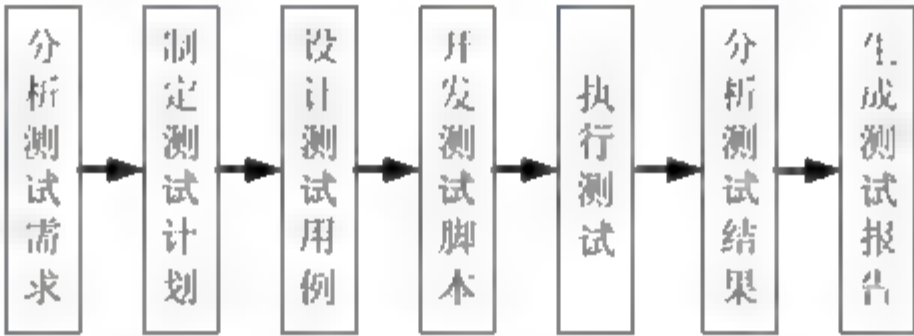 分析测试需求
制定测试计划
设计测试用例
开发测试脚本
执行测试
分析测试结果
生成测试报告